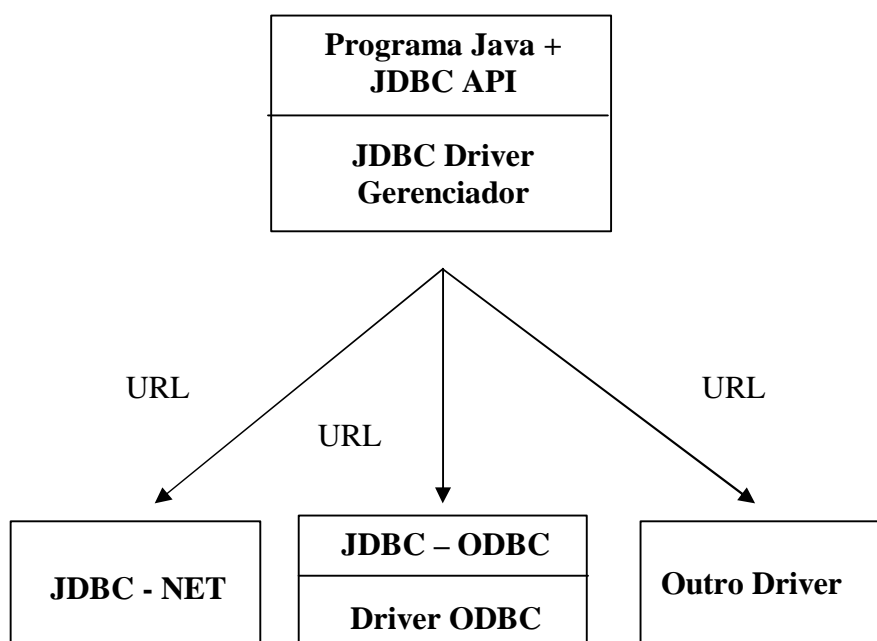 Programa Java +
JDBC API
JDBC Driver
Gerenciador
URL
URL
URL
JDBC - NET
JDBC – ODBC
Driver ODBC
Outro Driver